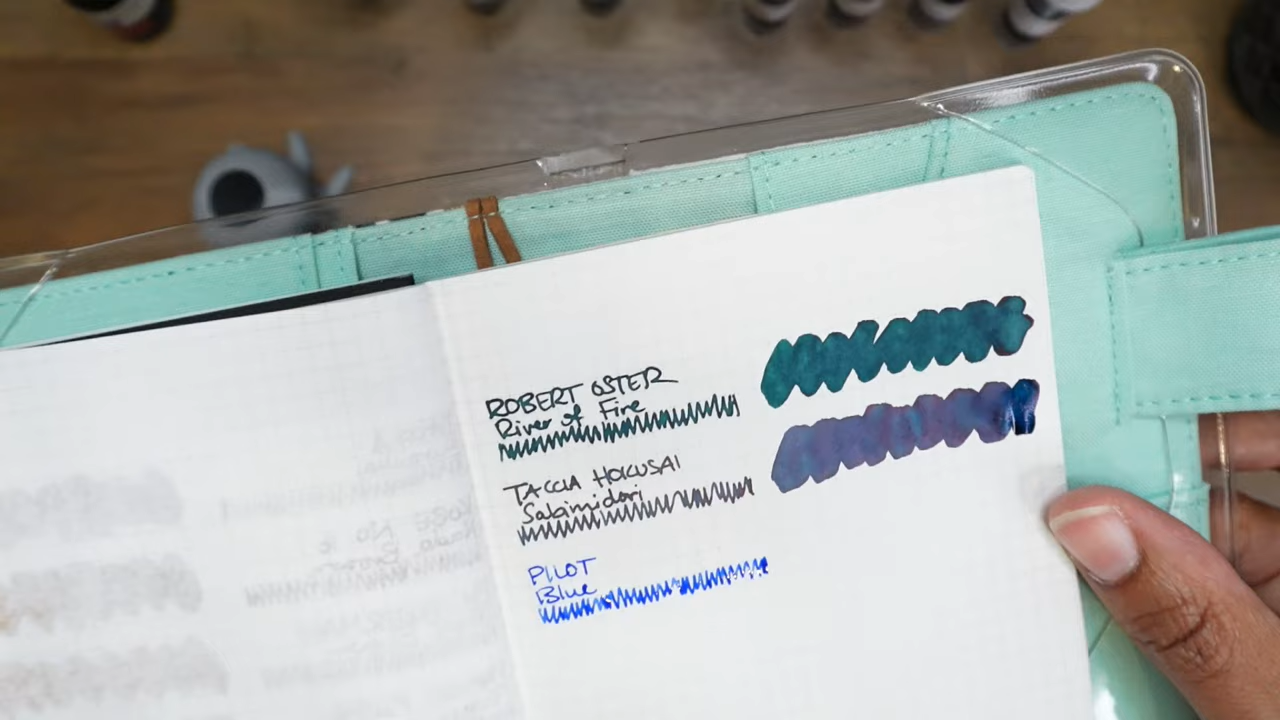 ROBERT OSTER
River of Fire
TACCIA HOKUSAI
Sabimidori
PILOT
Blue